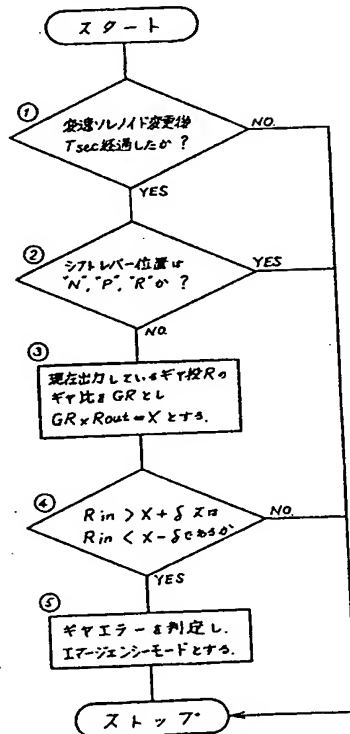 スタート
①
変速ソレノイド変更後
Tsec経過したか?
NO.
YES
②
シフトレバー位置は
"N", "P", "R"か?
YES
NO.
③
現在出力しているギヤ段Rの
ギヤ比をGRとし
GR×Rout=Xとする.
④
Rin>X+δ又は
Rin<X-δであるか
NO.
YES
⑤
ギヤエラーを判定し.
エマージェンシーモードとする.
ストップ